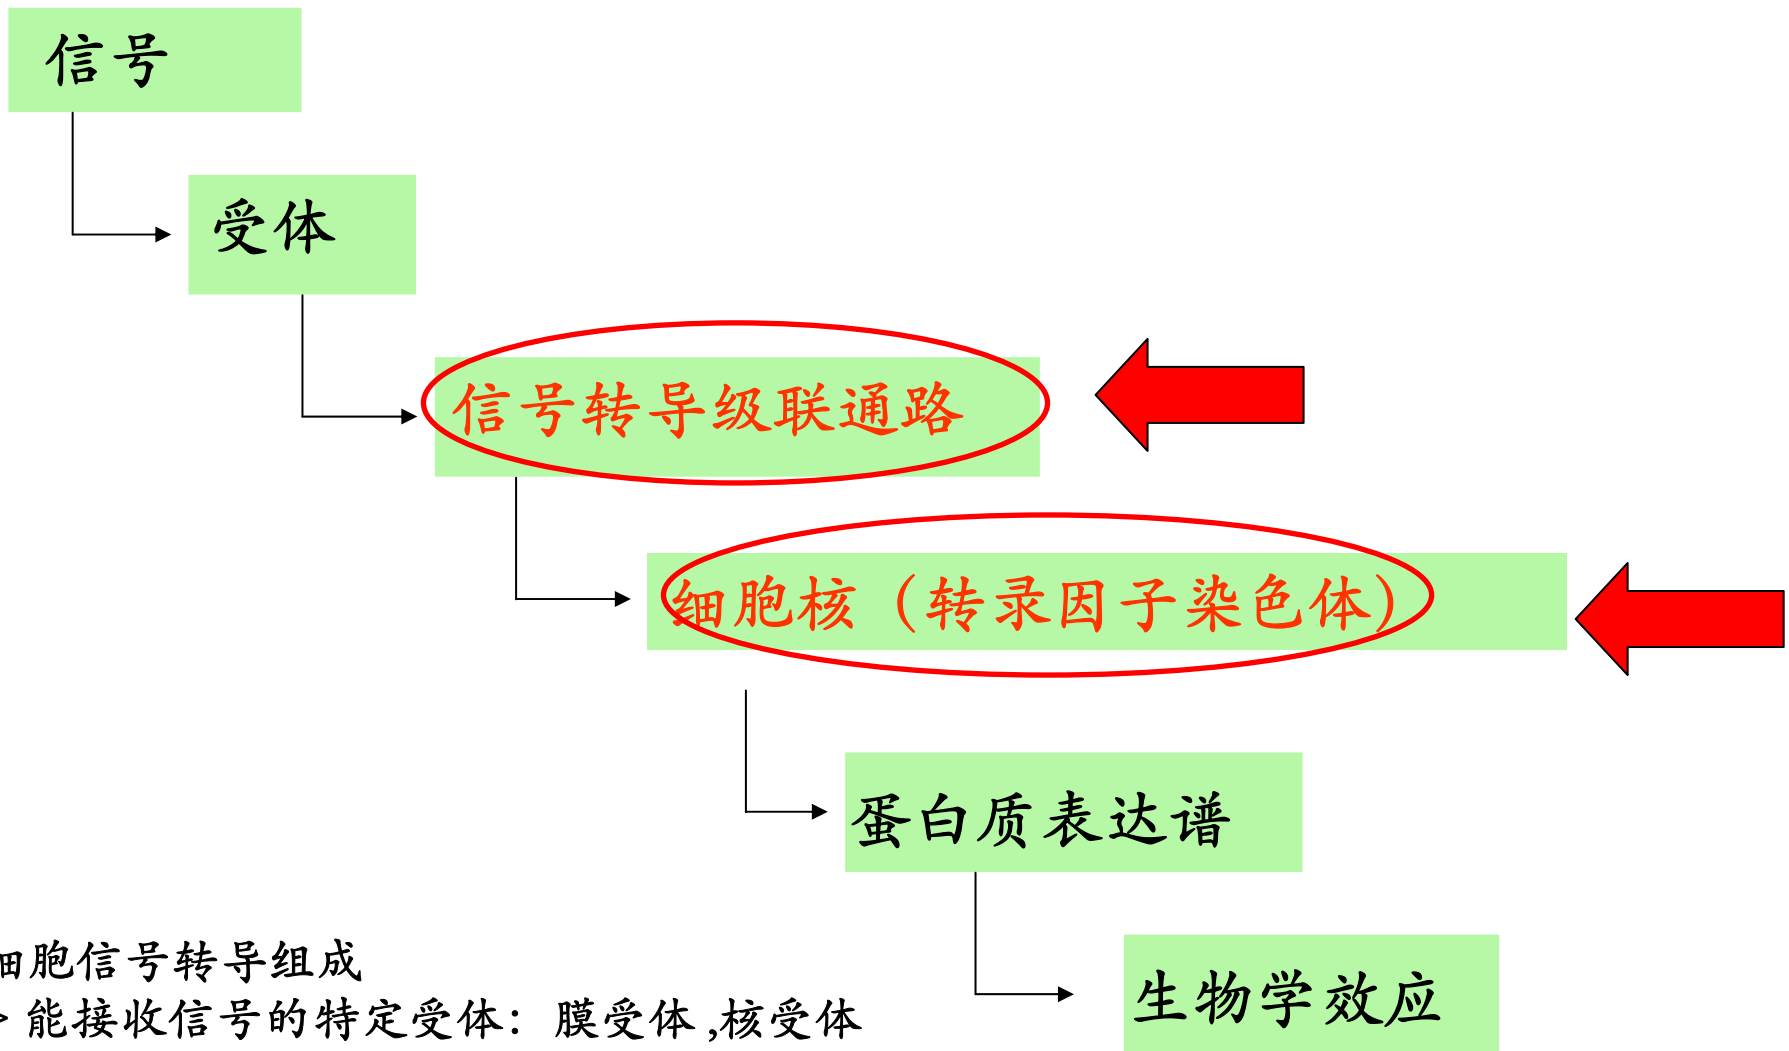 信号
受体
信号转导级联通路
细胞核（转录因子染色体）
蛋白质表达谱
生物学效应
细胞信号转导组成
能接收信号的特定受体：膜受体,核受体